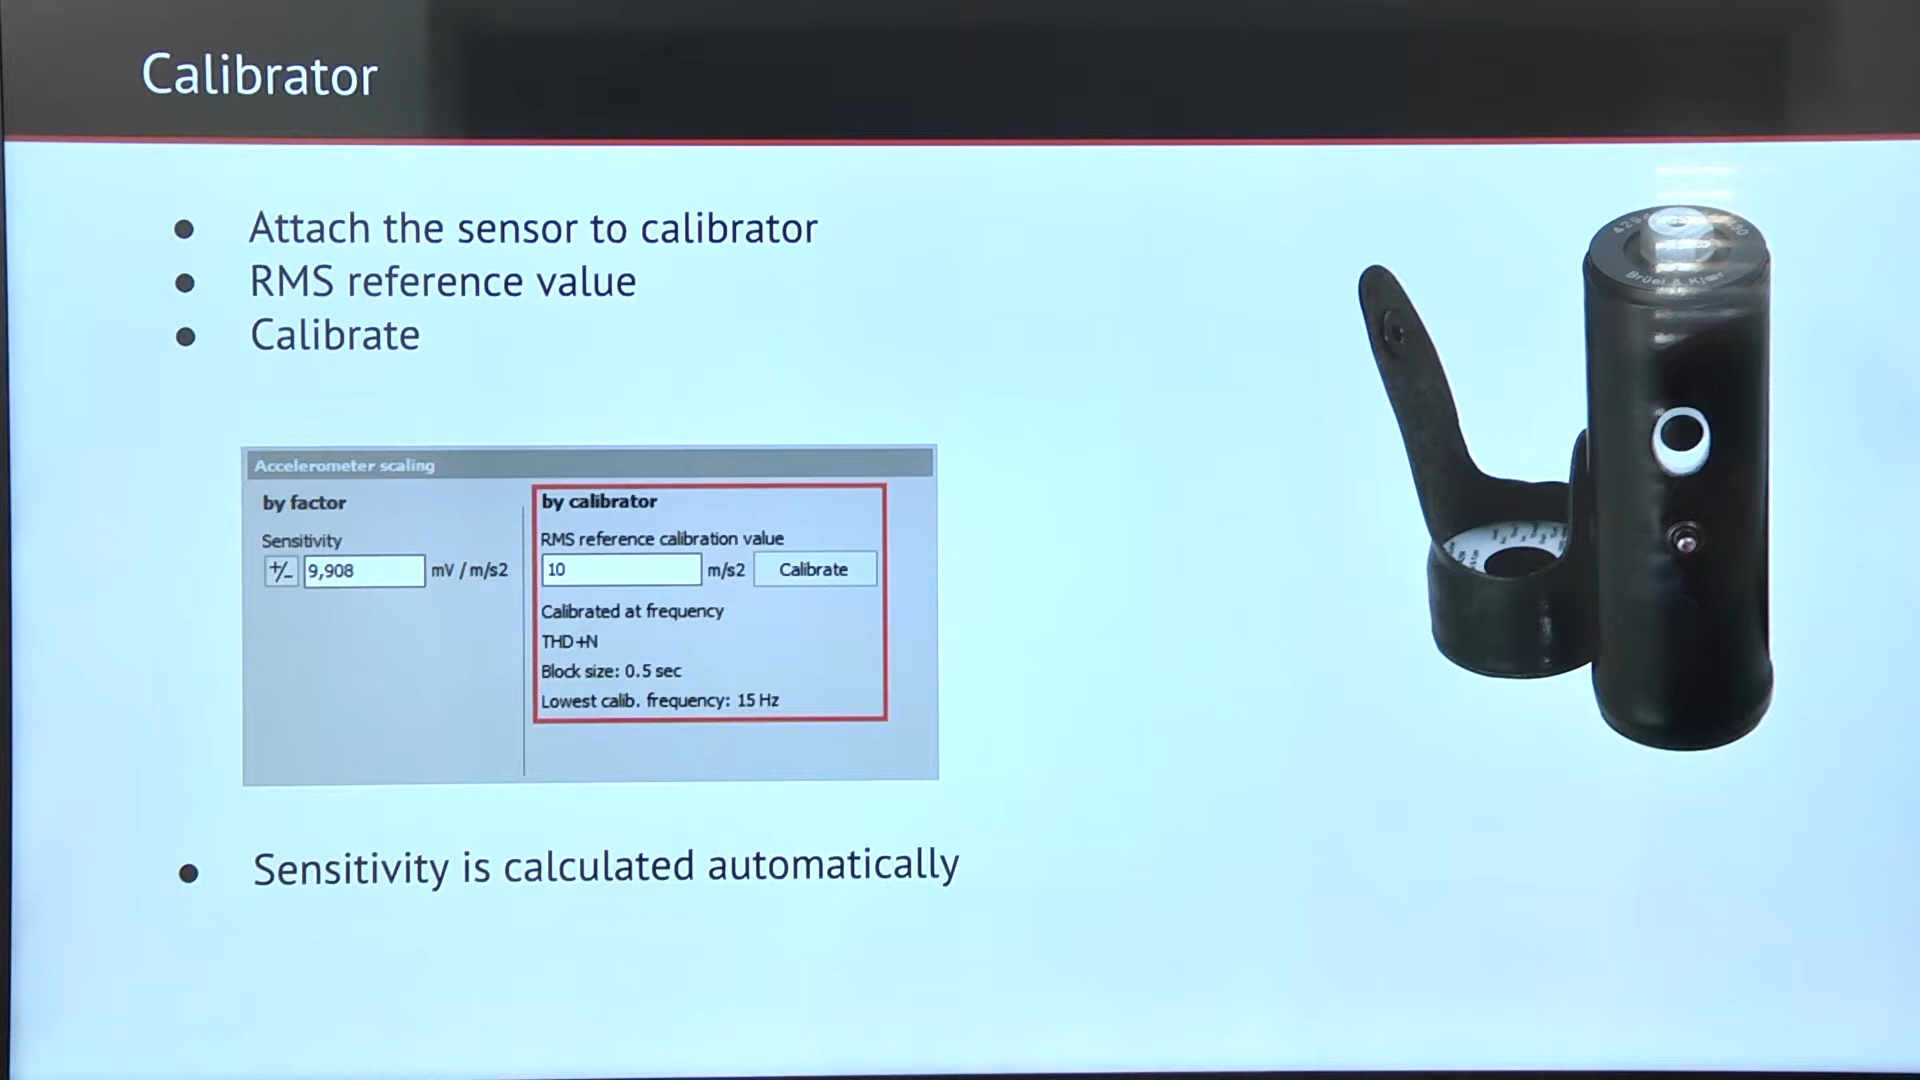 Calibrator
● Attach the sensor to calibrator
● RMS reference value
● Calibrate
Accelerometer scaling
by factor
Sensitivity
+/- 9,908 mV / m/s2
by calibrator
RMS reference calibration value
10 m/s2 Calibrate
Calibrated at frequency
THD+N
Block size: 0.5 sec
Lowest calib. frequency: 15 Hz
● Sensitivity is calculated automatically
Brüel & Kjær